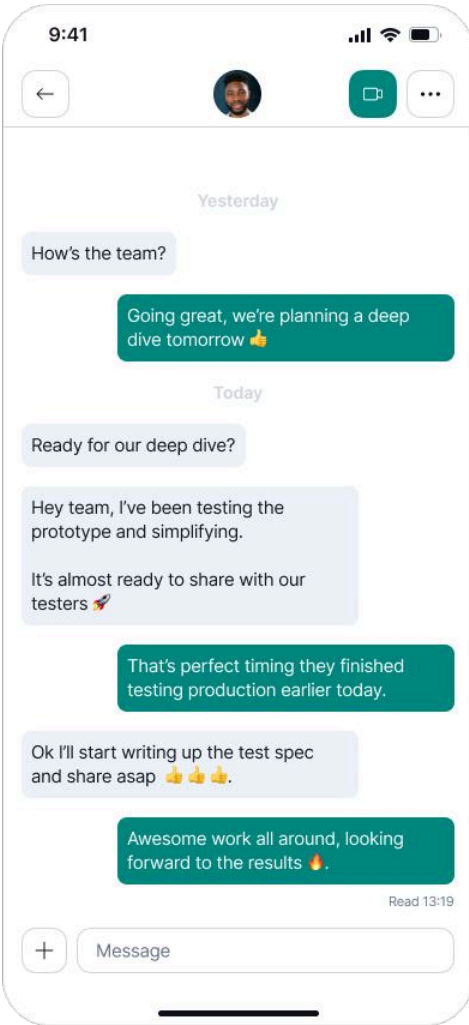 9:41
Yesterday
How's the team?
Going great, we're planning a deep
dive tomorrow 👍
Today
Ready for our deep dive?
Hey team, I've been testing the
prototype and simplifying.
It's almost ready to share with our
testers 🚀
That's perfect timing they finished
testing production earlier today.
Ok I'll start writing up the test spec
and share asap 👍👍👍.
Awesome work all around, looking
forward to the results 🔥.
Read 13:19
Message